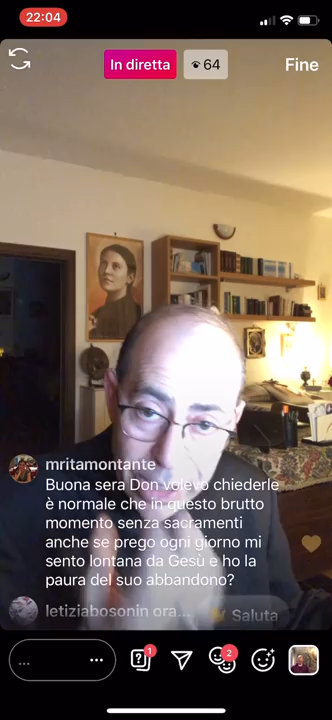 22:04
In diretta
64
Fine
mritamontante
Buona sera Don volevo chiederle
è normale che in questo brutto
momento senza sacramenti
anche se prego ogni giorno mi
sento lontana da Gesù e ho la
paura del suo abbandono?
letiziabosonin ora...
Saluta
... •••
1
2